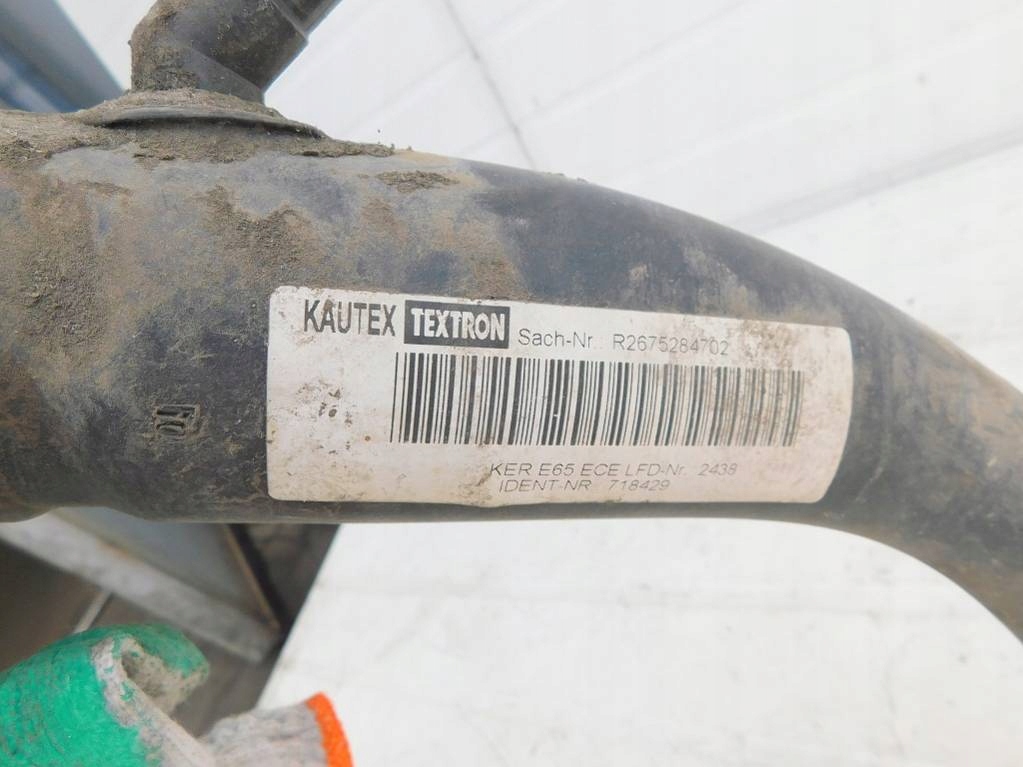 KAUTEX TEXTRON Sach-Nr.: R2675284702
KER E65 ECE LFD-Nr. 2438
IDENT-NR 718429